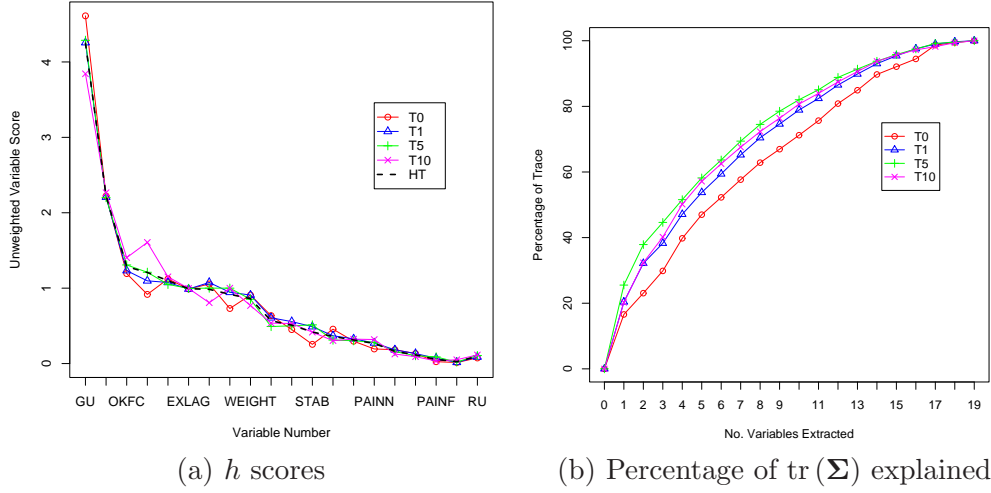 Unweighted Variable Score
4
3
2
1
0
T0
T1
T5
T10
HT
GU OKFC EXLAG WEIGHT STAB PAINN PAINF RU
Variable Number
(a) h scores
Percentage of Trace
100
80
60
40
20
0
T0
T1
T5
T10
0 1 2 3 4 5 6 7 8 9 11 13 15 17 19
No. Variables Extracted
(b) Percentage of tr (Σ) explained